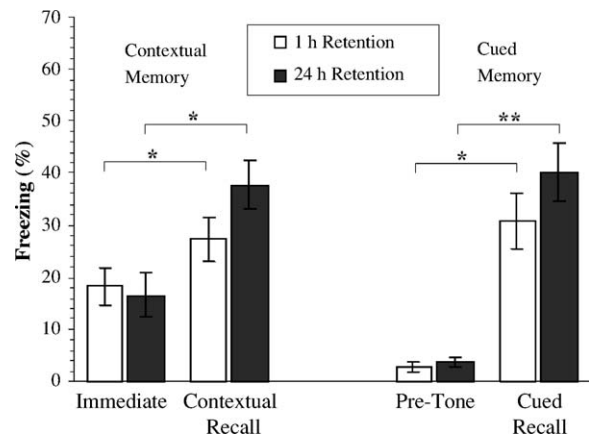 70
60
50
40
30
20
10
0
Freezing (%)
Contextual
Memory
1 h Retention
24 h Retention
Cued
Memory
*
*
*
**
Immediate
Contextual
Recall
Pre-Tone
Cued
Recall